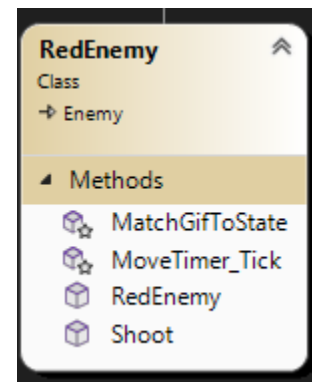 RedEnemy
Class
Enemy
Methods
MatchGifToState
MoveTimer_Tick
RedEnemy
Shoot